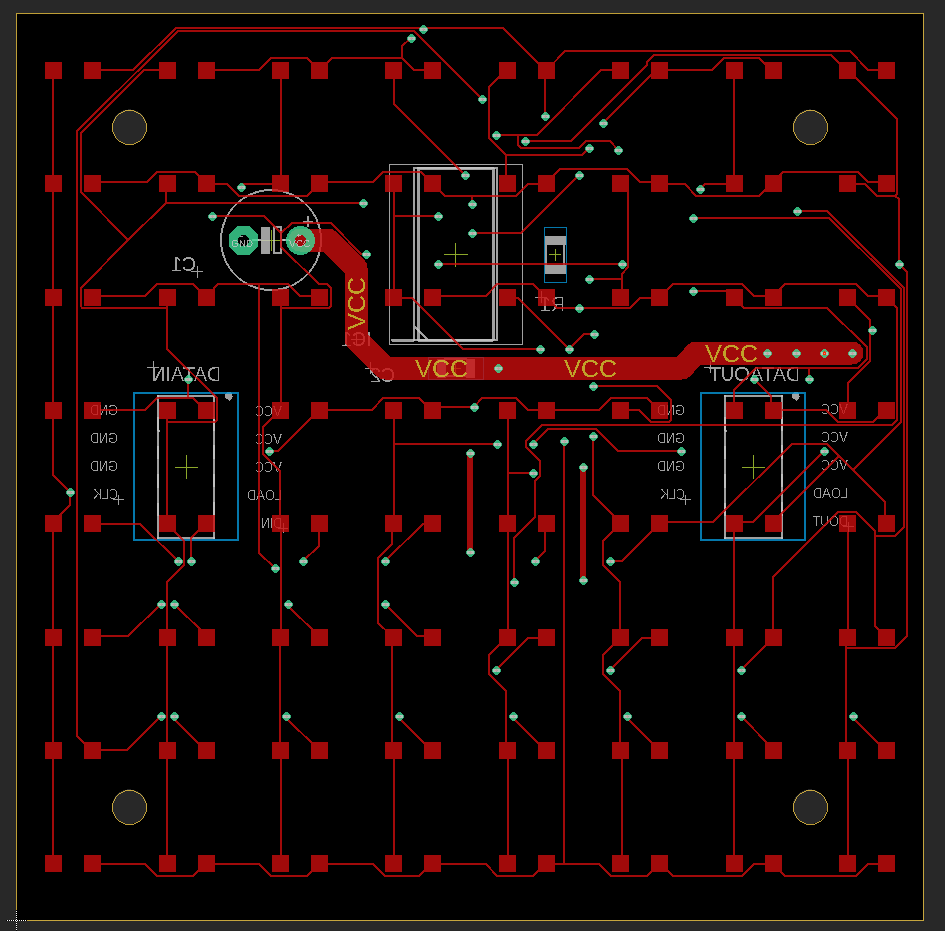 GND
VCC
+
C1
VCC
R1
IC1
VCC
VCC
VCC
C2
DATAIN
DATAOUT
GND
VCC
GND
VCC
GND
VCC
GND
VCC
GND
VCC
GND
VCC
CLK
LOAD
CLK
LOAD
DIN
DOUT